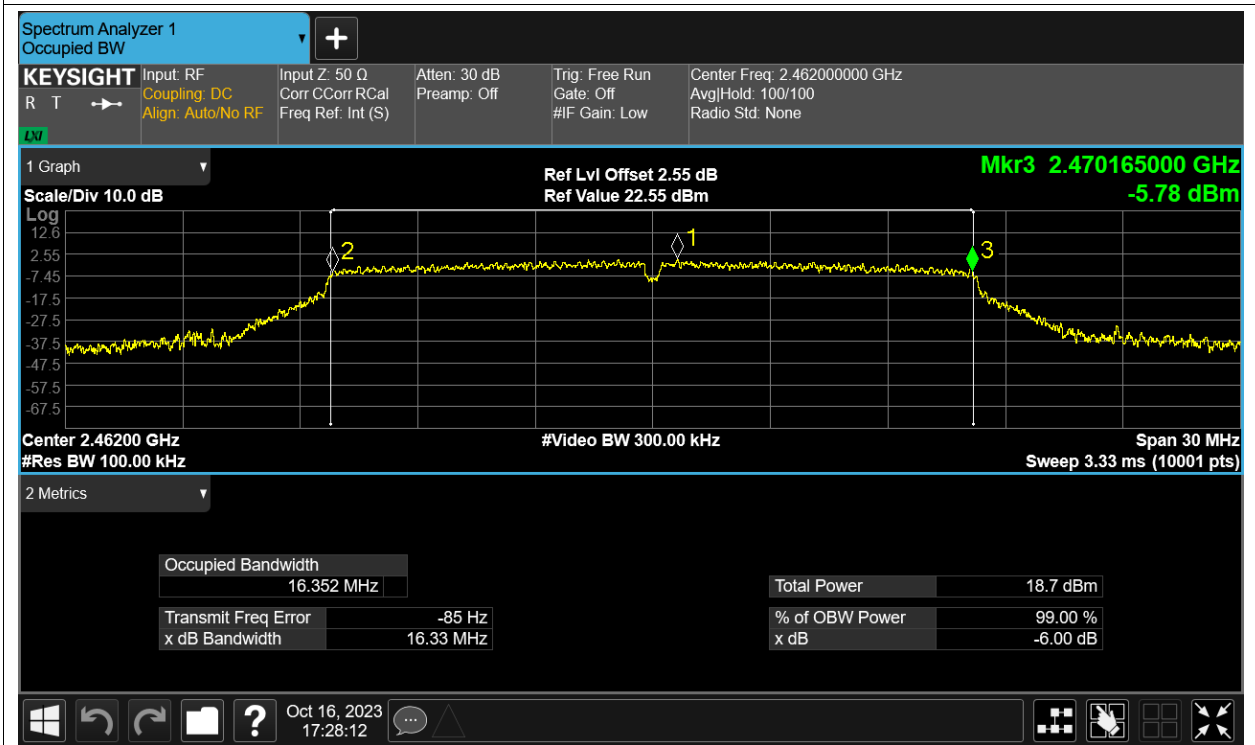 Spectrum Analyzer 1
Occupied BW
KEYSIGHT
R T
LXI
Input: RF
Coupling: DC
Align: Auto/No RF
Input Z: 50 Ω
Corr CCorr RCal
Freq Ref: Int (S)
Atten: 30 dB
Preamp: Off
Trig: Free Run
Gate: Off
#IF Gain: Low
Center Freq: 2.462000000 GHz
Avg|Hold: 100/100
Radio Std: None
1 Graph
Scale/Div 10.0 dB
Ref Lvl Offset 2.55 dB
Ref Value 22.55 dBm
Mkr3 2.470165000 GHz
-5.78 dBm
Log
12.6
2.55
-7.45
-17.5
-27.5
-37.5
-47.5
-57.5
-67.5
2
1
3
Center 2.46200 GHz
#Video BW 300.00 kHz
Span 30 MHz
#Res BW 100.00 kHz
Sweep 3.33 ms (10001 pts)
2 Metrics
Occupied Bandwidth
16.352 MHz
Total Power 18.7 dBm
Transmit Freq Error -85 Hz
% of OBW Power 99.00 %
x dB Bandwidth 16.33 MHz
x dB -6.00 dB
?
Oct 16, 2023
17:28:12